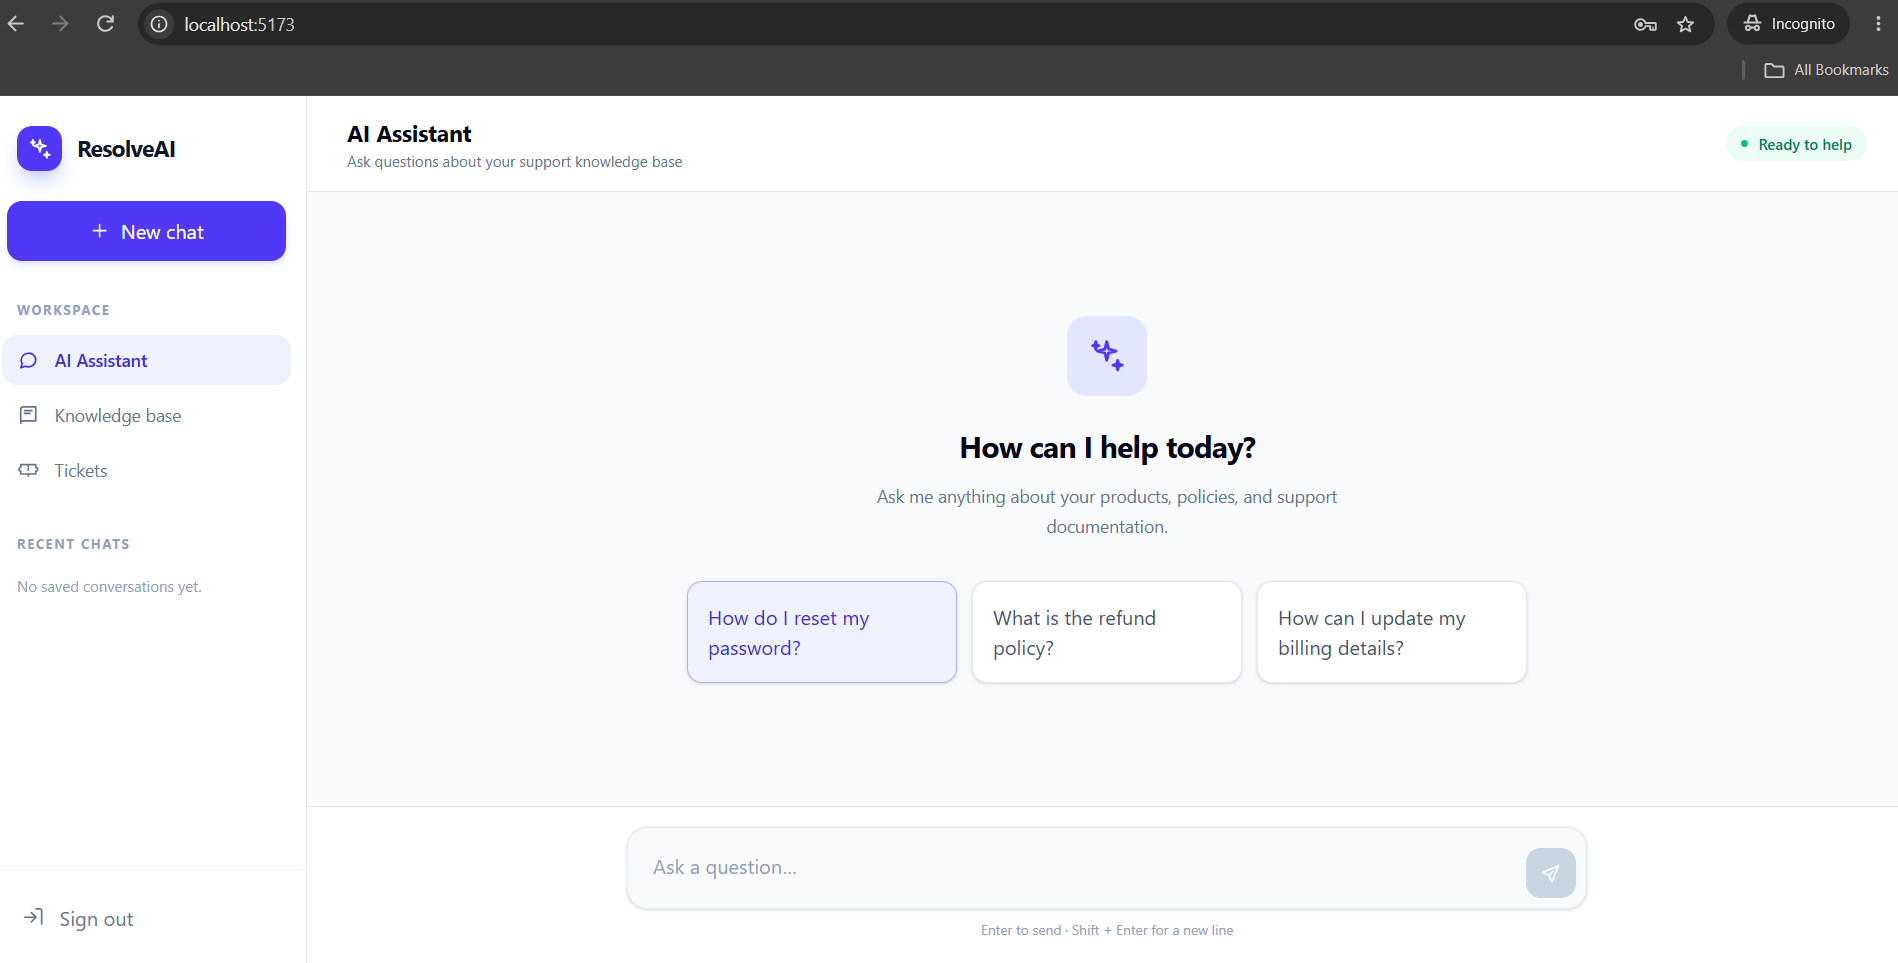 localhost:5173
Incognito
All Bookmarks
ResolveAI
New chat
WORKSPACE
AI Assistant
Knowledge base
Tickets
RECENT CHATS
No saved conversations yet.
Sign out
AI Assistant
Ask questions about your support knowledge base
Ready to help
How can I help today?
Ask me anything about your products, policies, and support
documentation.
How do I reset my
password?
What is the refund
policy?
How can I update my
billing details?
Ask a question...
Enter to send · Shift + Enter for a new line